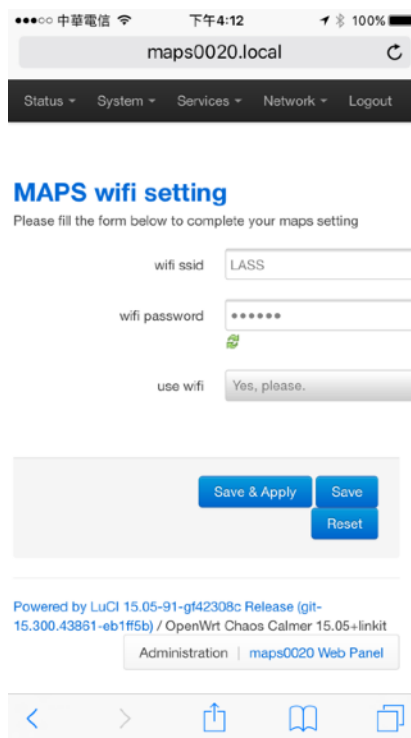 中華電信 下午4:12 100%
maps0020.local
Status System Services Network Logout
MAPS wifi setting
Please fill the form below to complete your maps setting
wifi ssid LASS
wifi password ••••••
use wifi Yes, please.
Save & Apply Save
Reset
Powered by LuCI 15.05-91-gf42308c Release (git-
15.300.43861-eb1ff5b) / OpenWrt Chaos Calmer 15.05+linkit
Administration | maps0020 Web Panel